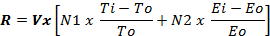 R = Vx [N1 x (Ti − To)/To + N2 x (Ei − Eo)/Eo]